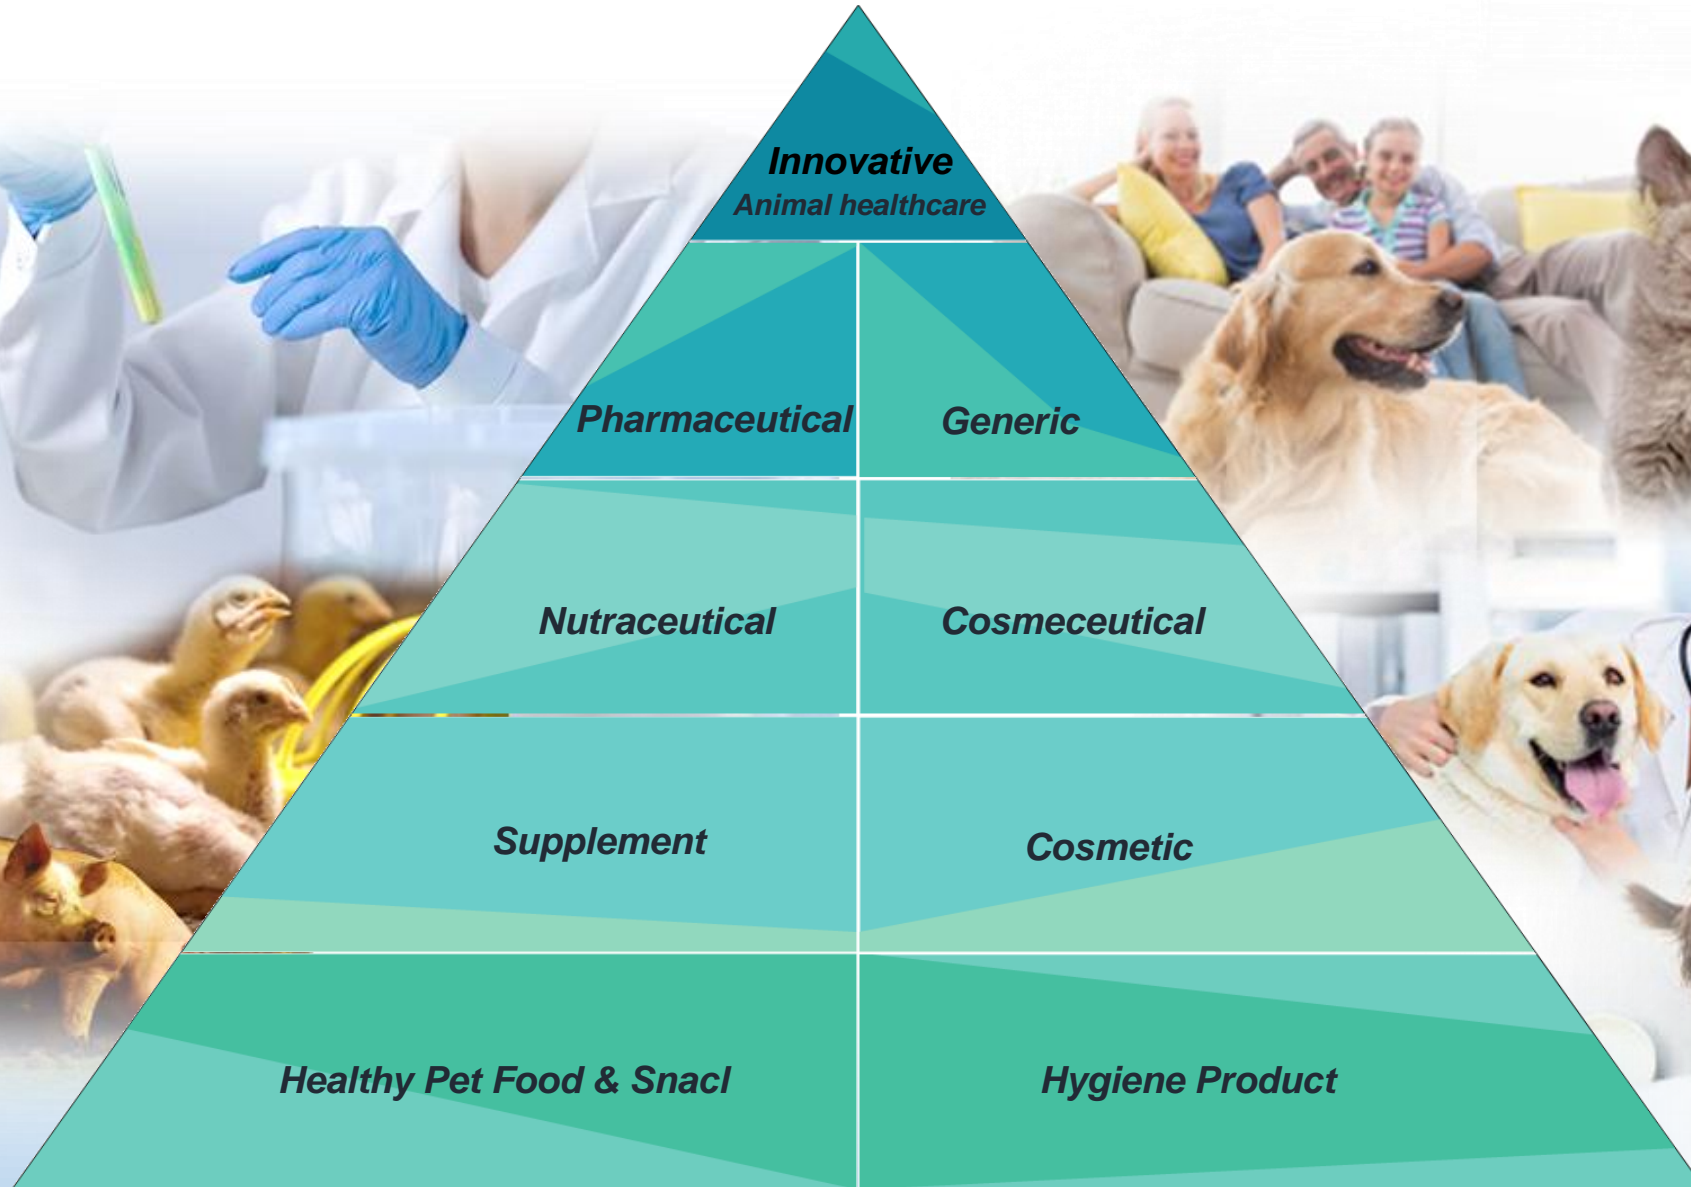 Innovative
Animal healthcare
Pharmaceutical
Generic
Nutraceutical
Cosmeceutical
Supplement
Cosmetic
Healthy Pet Food & Snacl
Hygiene Product